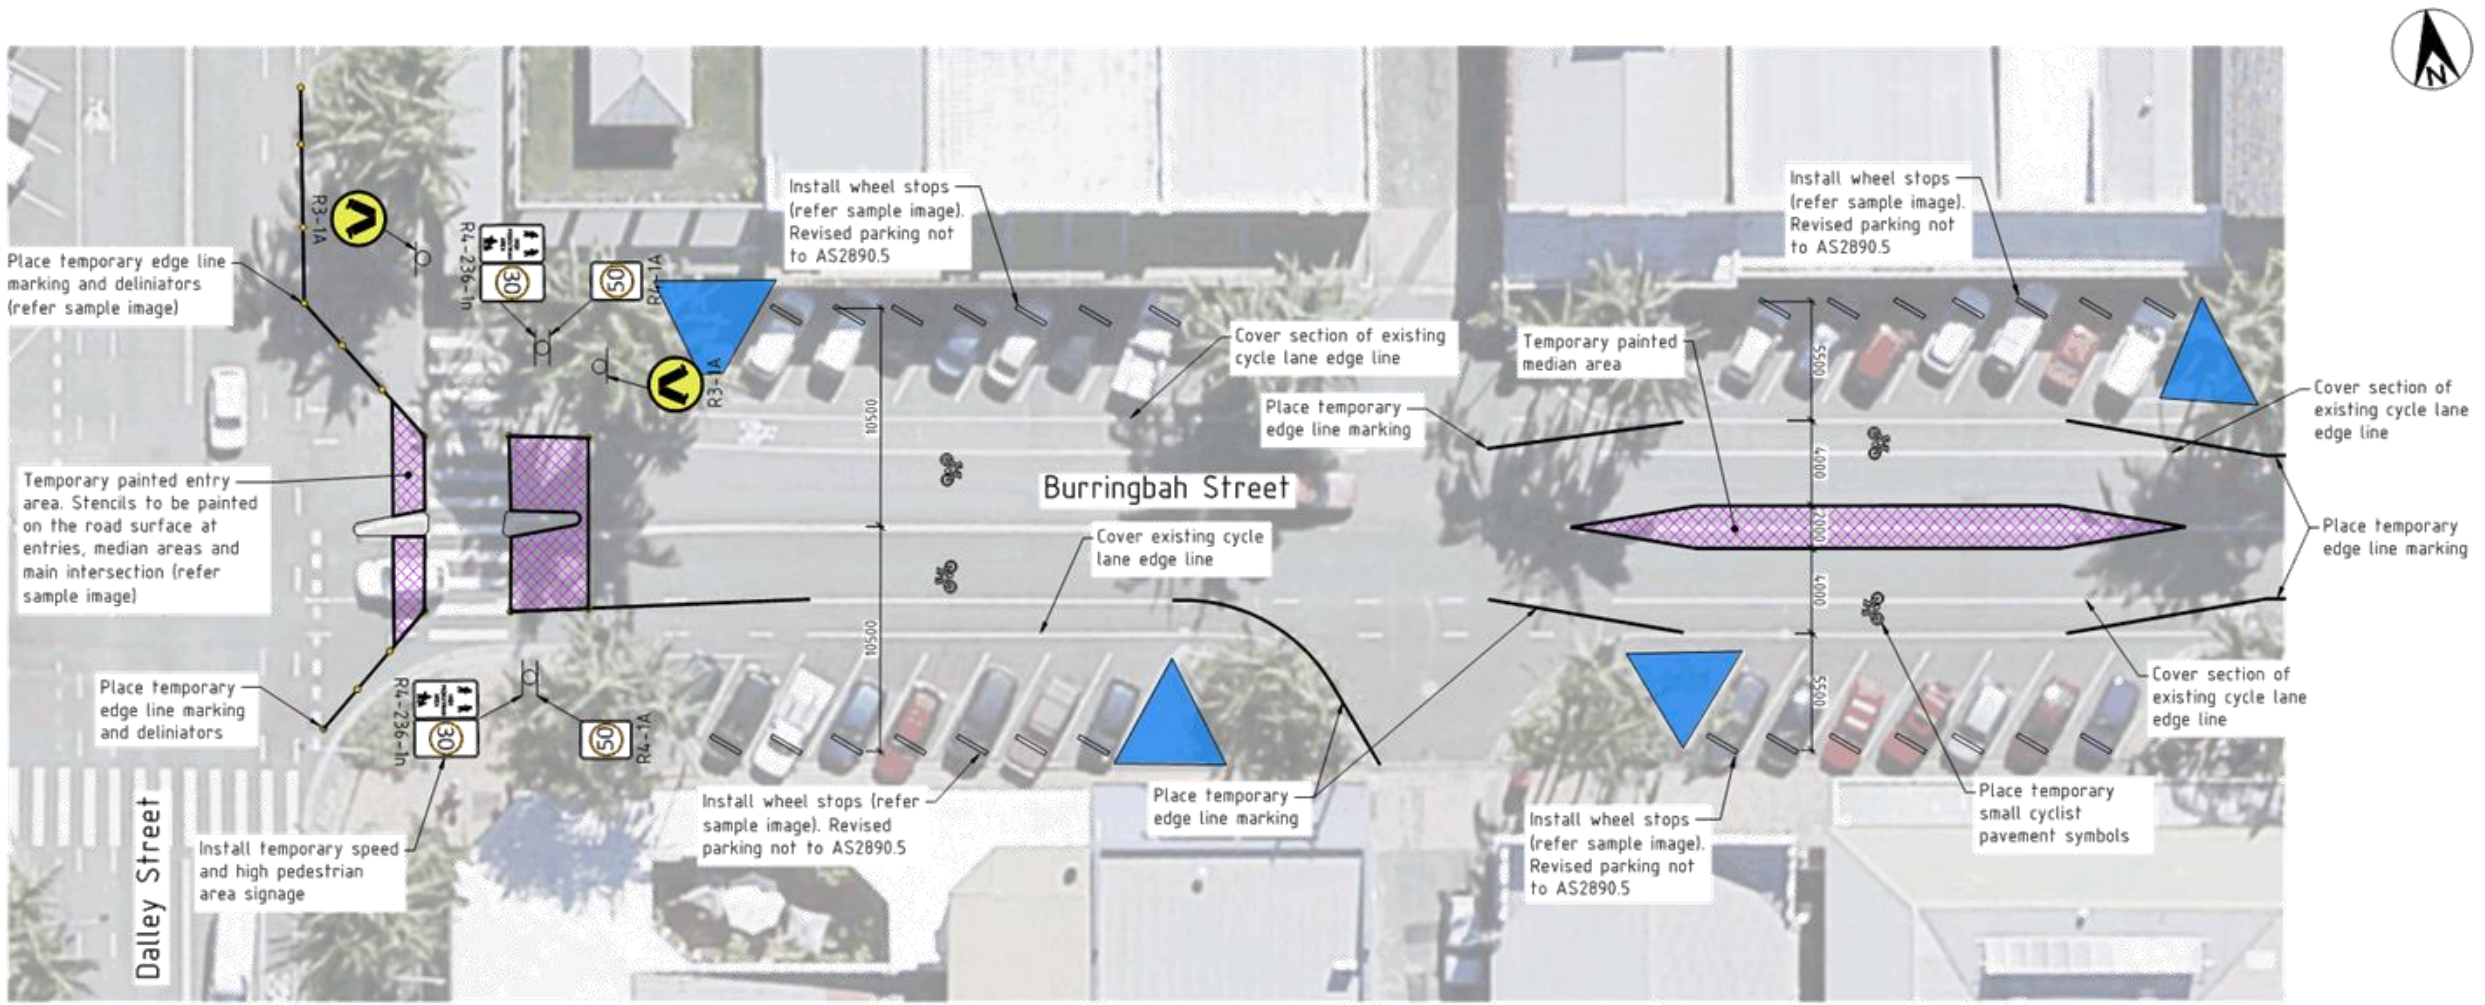 N
R3-1A
Place temporary edge line
marking and deliniators
(refer sample image)
R4-236-1n
30
50
R4-1A
Install wheel stops
(refer sample image).
Revised parking not
to AS2890.5
R3-1A
Cover section of existing
cycle lane edge line
Place temporary
edge line marking
Temporary painted
median area
Install wheel stops
(refer sample image).
Revised parking not
to AS2890.5
Cover section of
existing cycle lane
edge line
Temporary painted entry
area. Stencils to be painted
on the road surface at
entries, median areas and
main intersection (refer
sample image)
10500
10500
Burringbah Street
Cover existing cycle
lane edge line
5500
4000
2000
4000
5500
Place temporary
edge line marking
Place temporary
edge line marking
and deliniators
R4-236-1n
30
50
R4-1A
Install temporary speed
and high pedestrian
area signage
Dalley Street
Install wheel stops (refer
sample image). Revised
parking not to AS2890.5
Place temporary
edge line marking
Install wheel stops
(refer sample image).
Revised parking not
to AS2890.5
Place temporary
small cyclist
pavement symbols
Cover section of
existing cycle lane
edge line